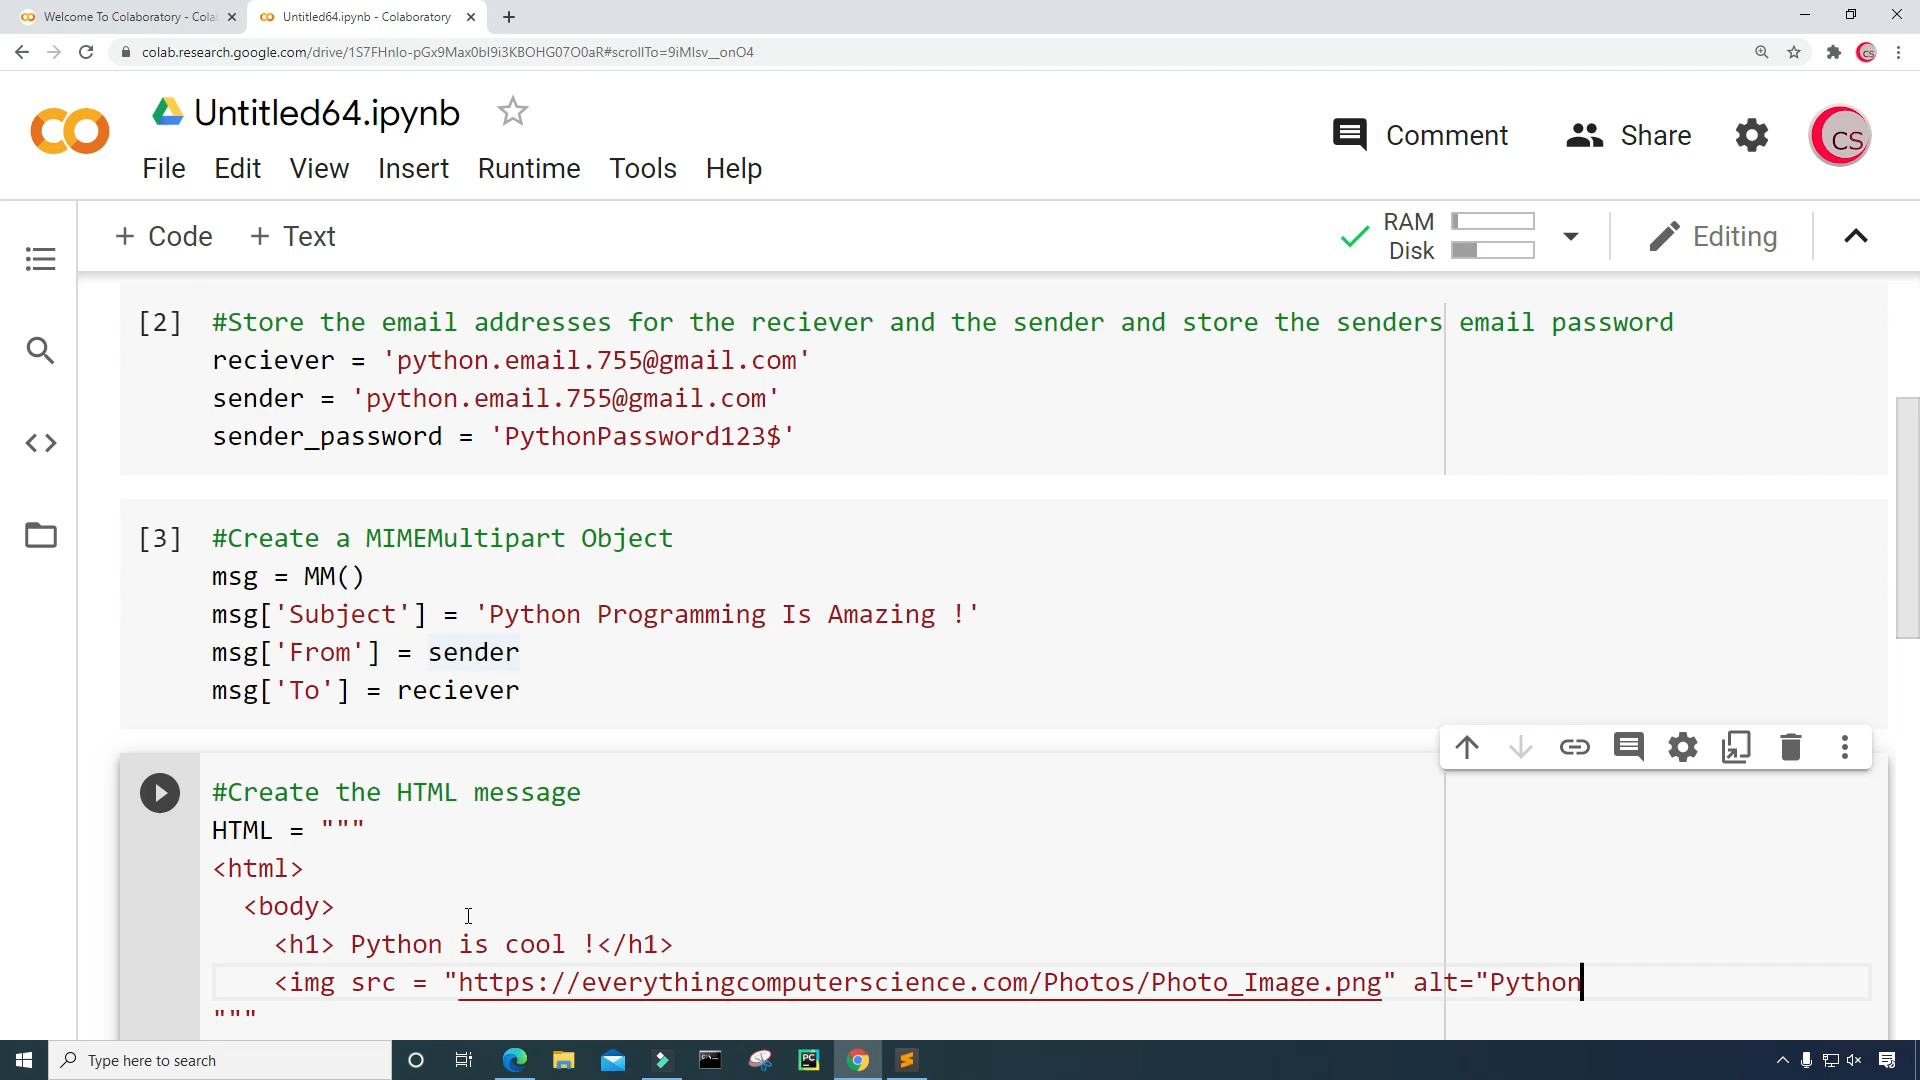 Welcome To Colaboratory - Cola
Untitled64.ipynb - Colaboratory
colab.research.google.com/drive/1S7FHnIo-pGx9Max0bI9i3KBOHG07O0aR#scrollTo=9iMIsv__onO4
CS
Untitled64.ipynb
Comment
Share
CS
File Edit View Insert Runtime Tools Help
+ Code + Text
RAM
Disk
Editing
[2] #Store the email addresses for the reciever and the sender and store the senders email password
reciever = 'python.email.755@gmail.com'
sender = 'python.email.755@gmail.com'
sender_password = 'PythonPassword123$'
[3] #Create a MIMEMultipart Object
msg = MM()
msg['Subject'] = 'Python Programming Is Amazing !'
msg['From'] = sender
msg['To'] = reciever
#Create the HTML message
HTML = """
<html>
<body>
<h1> Python is cool !</h1>
<img src = "https://everythingcomputerscience.com/Photos/Photo_Image.png" alt="Python
"""
Type here to search
PC